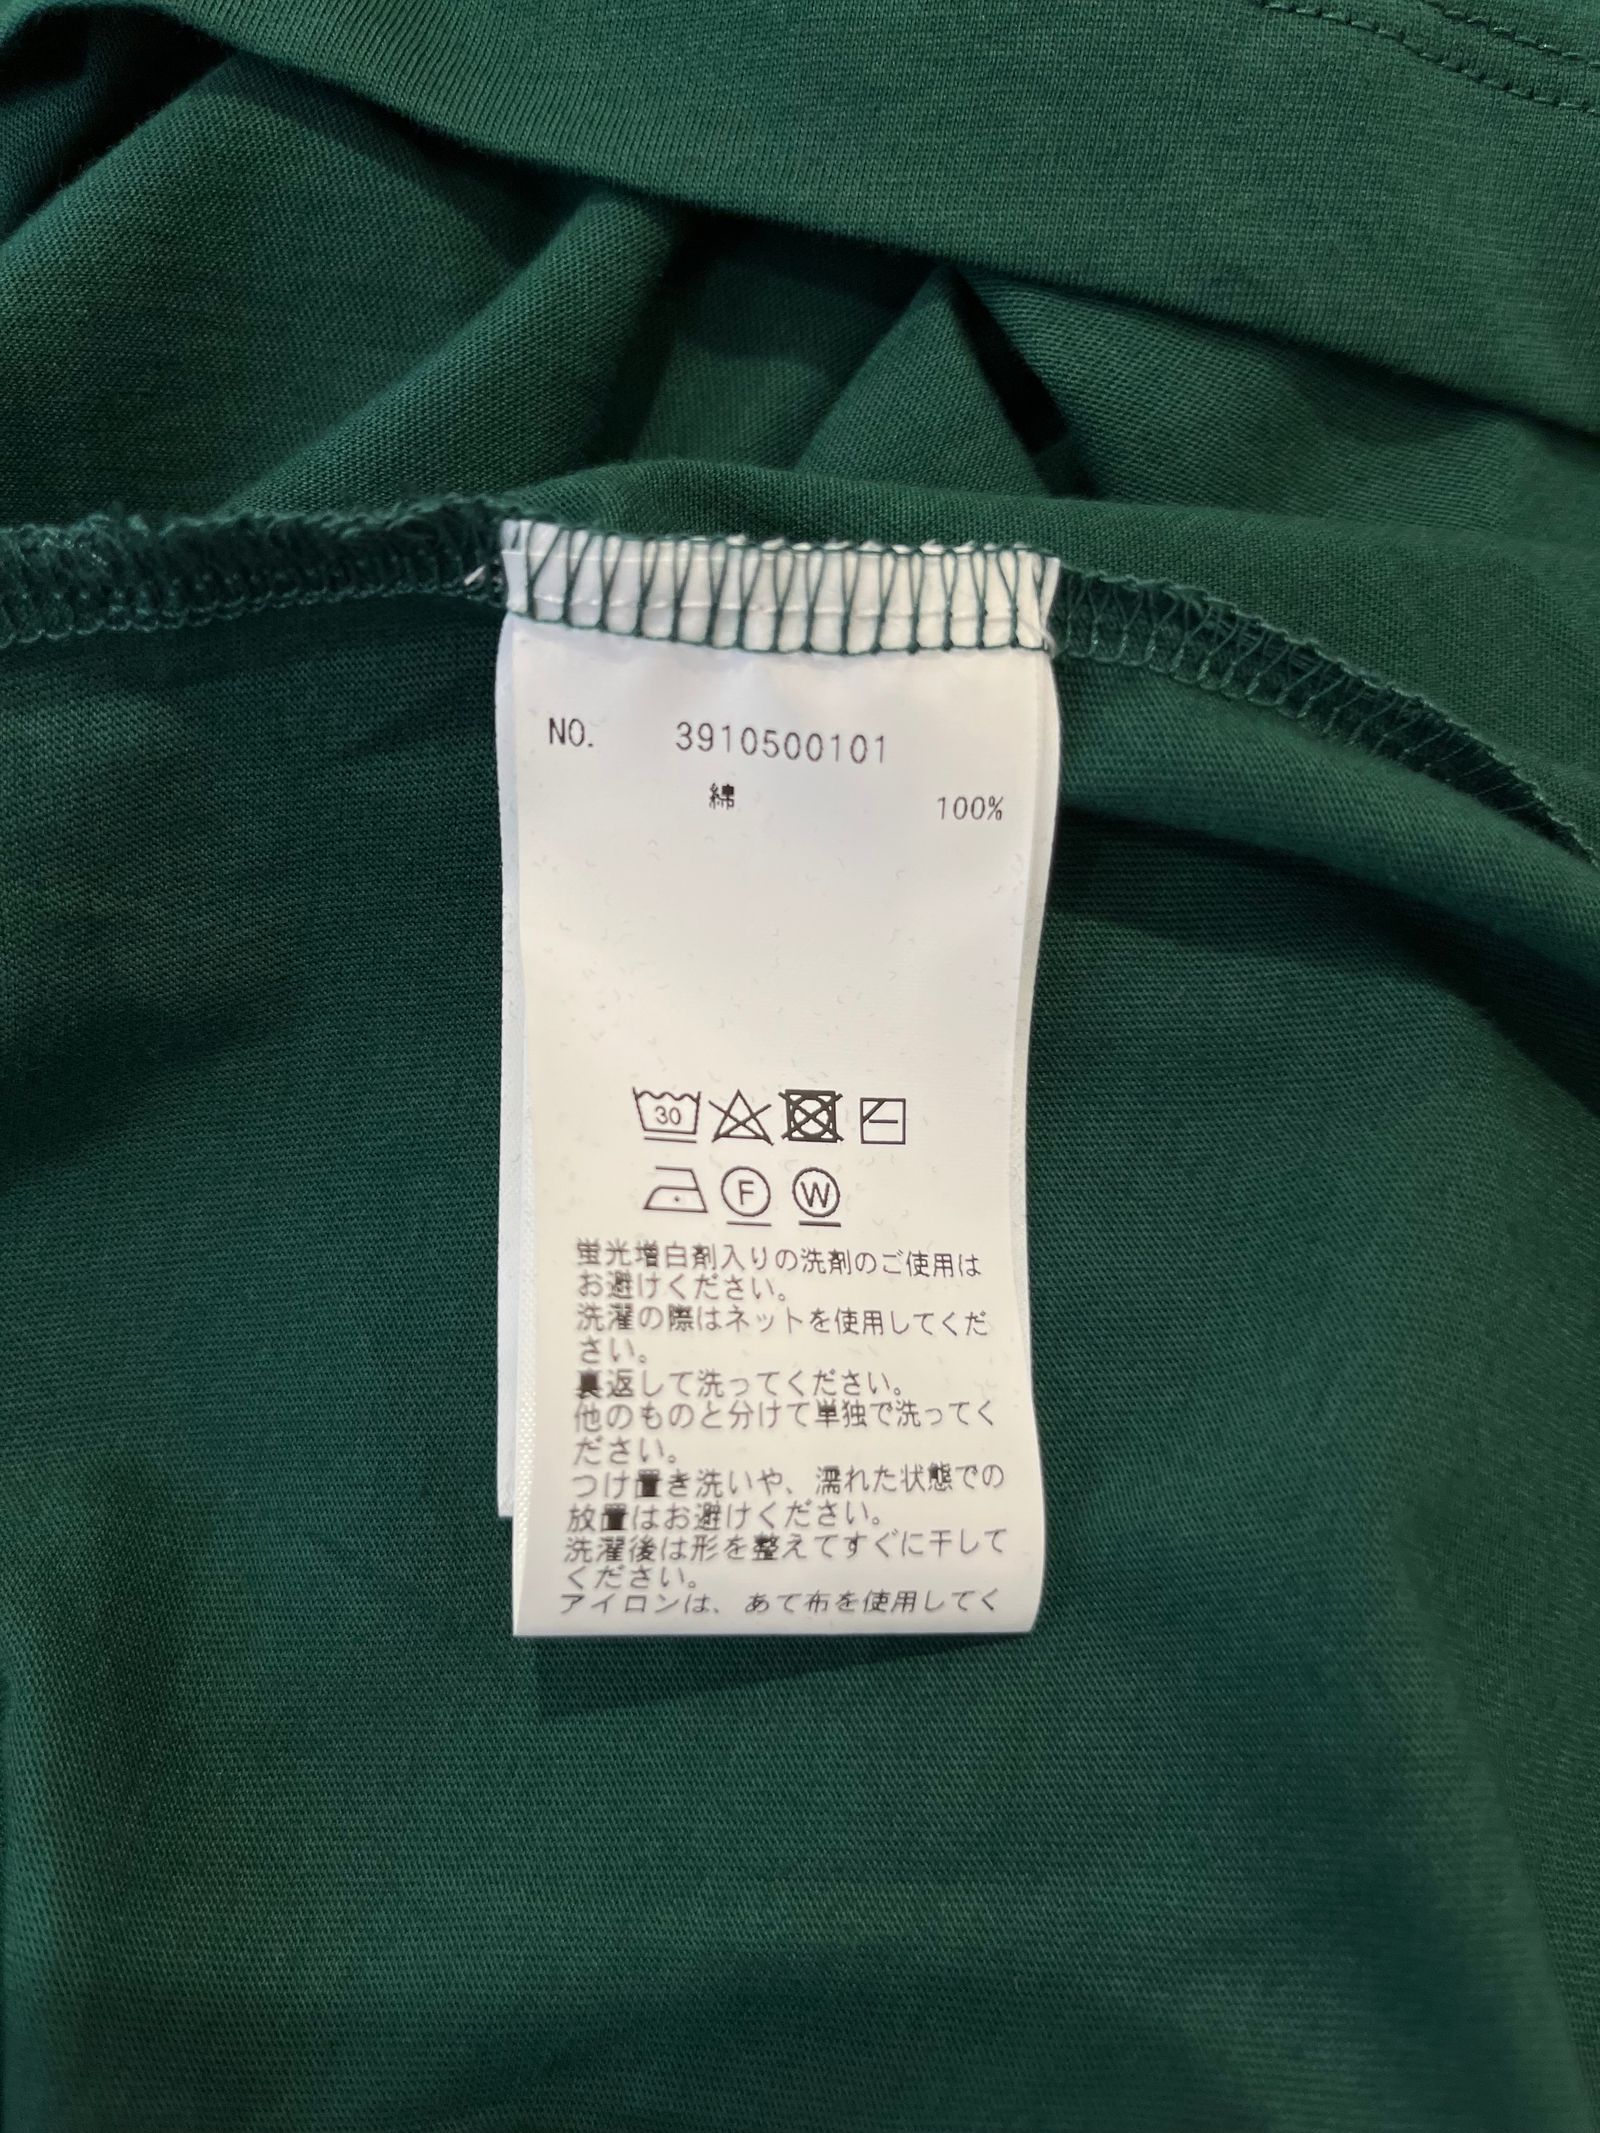 NO. 3910500101
綿 100%
30
F W
蛍光増白剤入りの洗剤のご使用は
お避けください。
洗濯の際はネットを使用してくだ
さい。
裏返して洗ってください。
他のものと分けて単独で洗ってく
ださい。
つけ置き洗いや、濡れた状態での
放置はお避けください。
洗濯後は形を整えてすぐに干して
ください。
アイロンは、あて布を使用してく